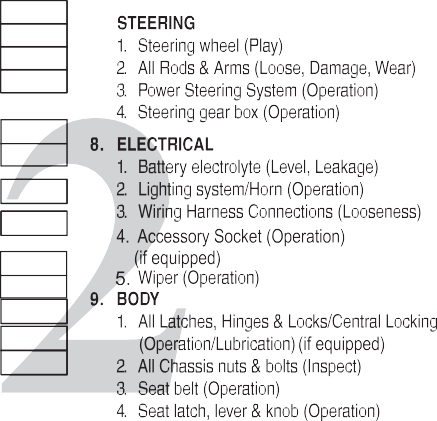 STEERING
1. Steering wheel (Play)
2. All Rods & Arms (Loose, Damage, Wear)
3. Power Steering System (Operation)
4. Steering gear box (Operation)
8. ELECTRICAL
1. Battery electrolyte (Level, Leakage)
2. Lighting system/Horn (Operation)
3. Wiring Harness Connections (Looseness)
4. Accessory Socket (Operation)
(if equipped)
5. Wiper (Operation)
9. BODY
1. All Latches, Hinges & Locks/Central Locking
(Operation/Lubrication) (if equipped)
2. All Chassis nuts & bolts (Inspect)
3. Seat belt (Operation)
4. Seat latch, lever & knob (Operation)
2